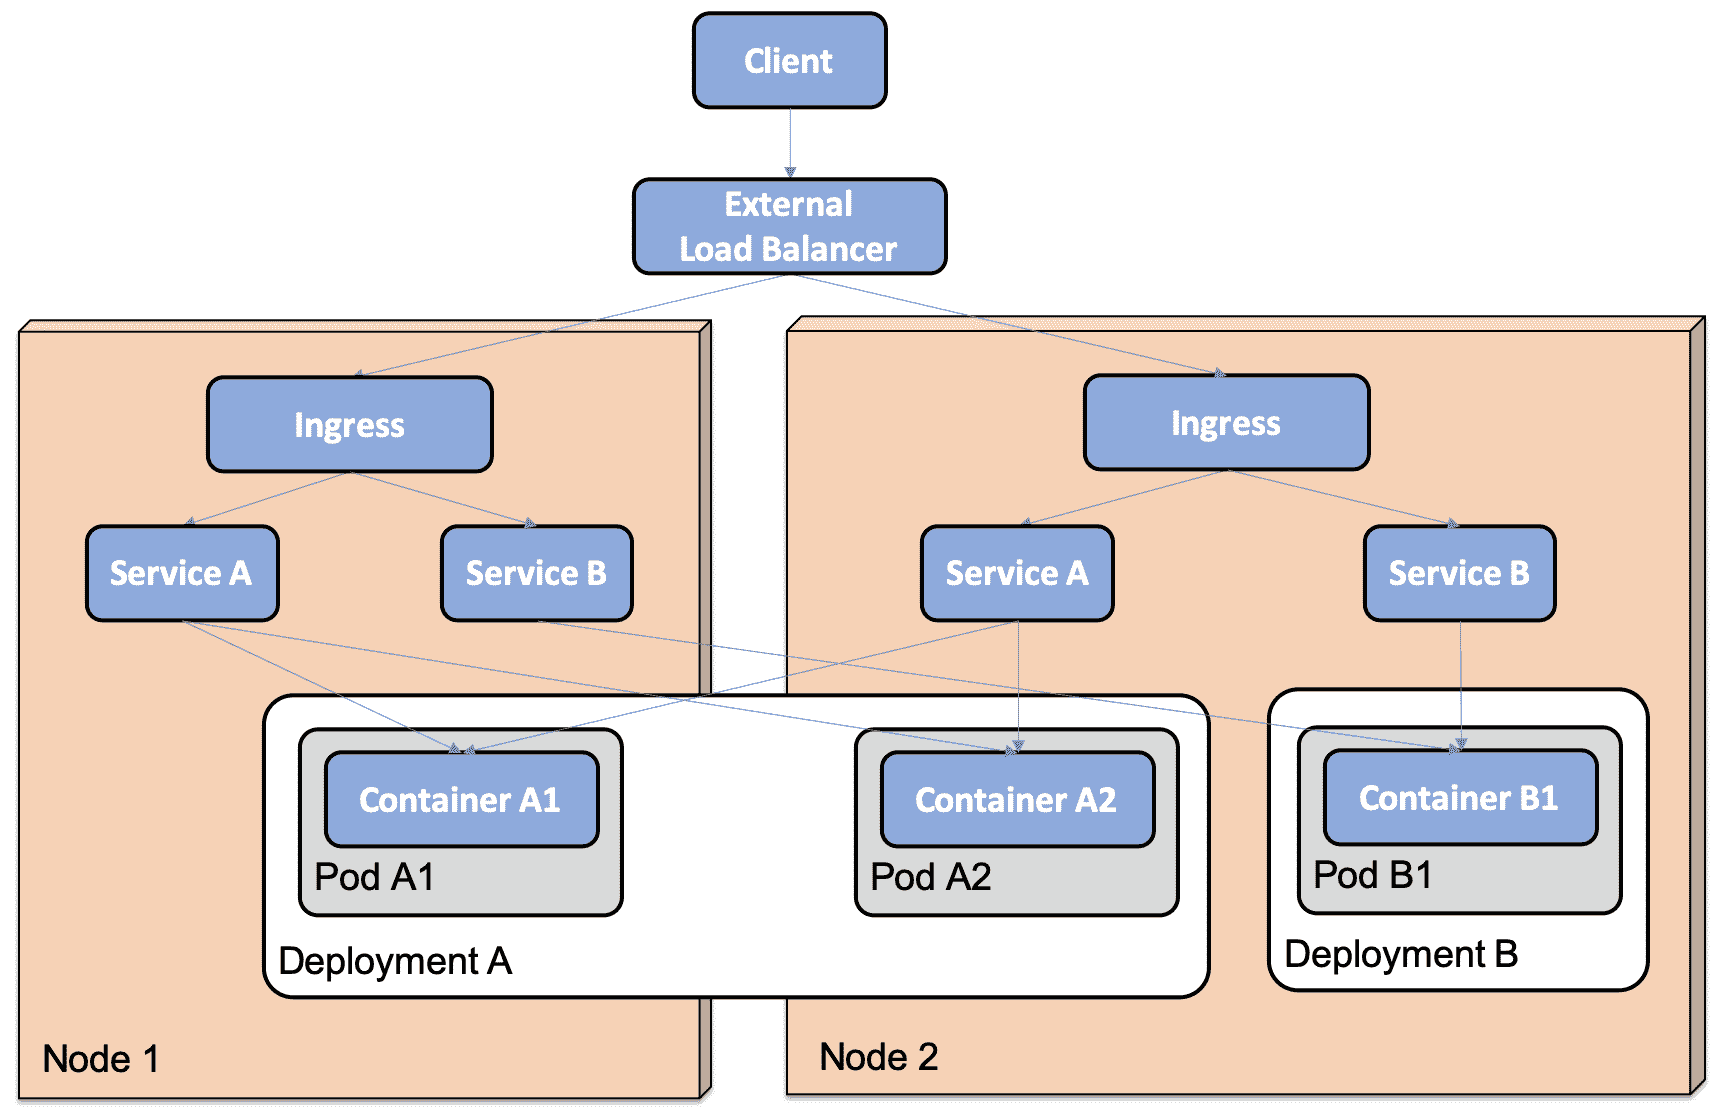 Client
External
Load Balancer
Ingress
Ingress
Service A
Service B
Service A
Service B
Container A1
Container A2
Container B1
Pod A1
Pod A2
Pod B1
Deployment A
Deployment B
Node 1
Node 2